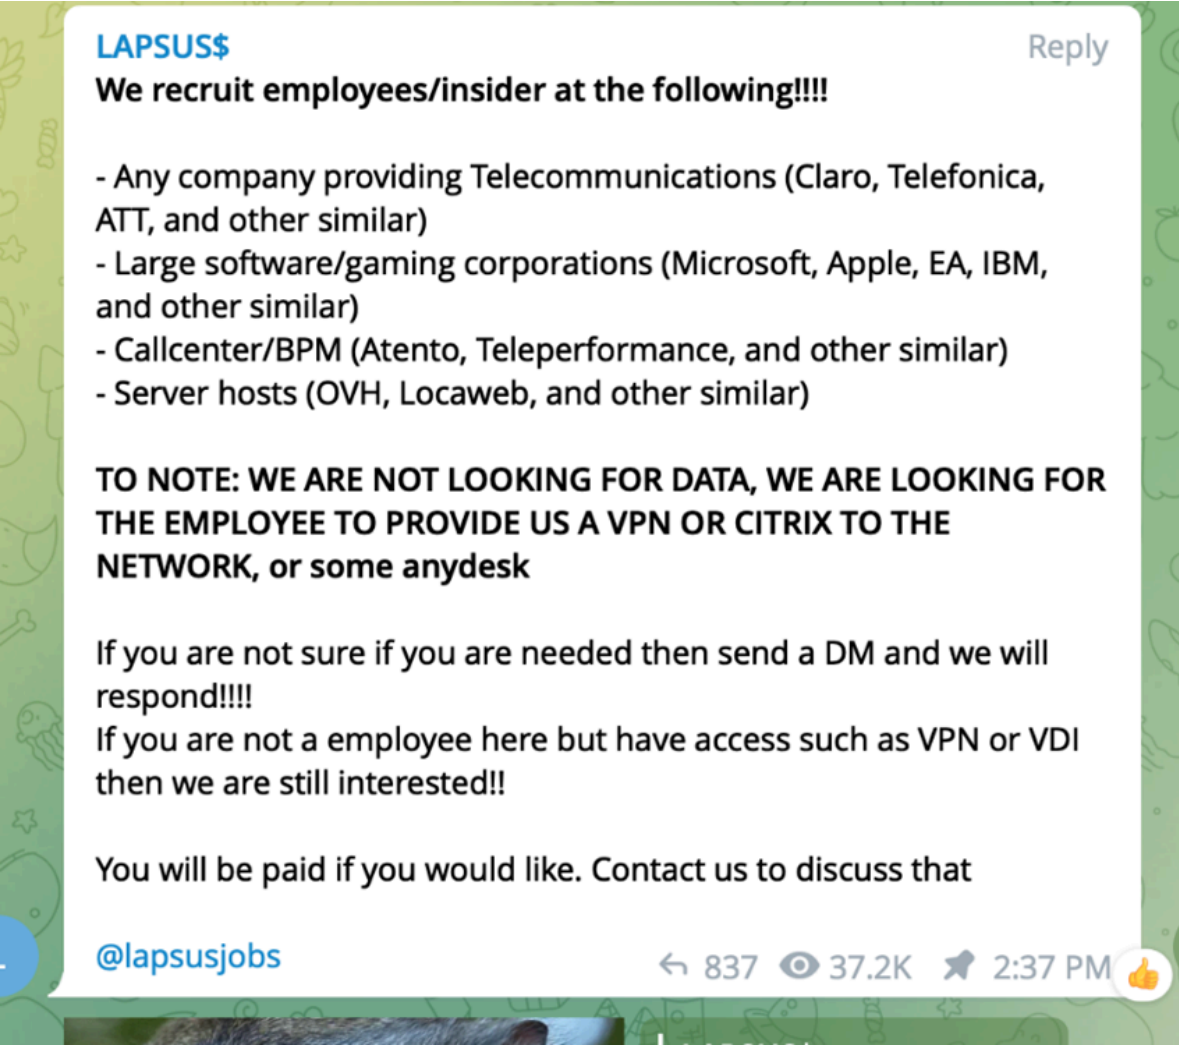 LAPSUS$
Reply
We recruit employees/insider at the following!!!!
- Any company providing Telecommunications (Claro, Telefonica,
ATT, and other similar)
- Large software/gaming corporations (Microsoft, Apple, EA, IBM,
and other similar)
- Callcenter/BPM (Atento, Teleperformance, and other similar)
- Server hosts (OVH, Locaweb, and other similar)
TO NOTE: WE ARE NOT LOOKING FOR DATA, WE ARE LOOKING FOR
THE EMPLOYEE TO PROVIDE US A VPN OR CITRIX TO THE
NETWORK, or some anydesk
If you are not sure if you are needed then send a DM and we will
respond!!!!
If you are not a employee here but have access such as VPN or VDI
then we are still interested!!
You will be paid if you would like. Contact us to discuss that
@lapsusjobs
837 37.2K 2:37 PM